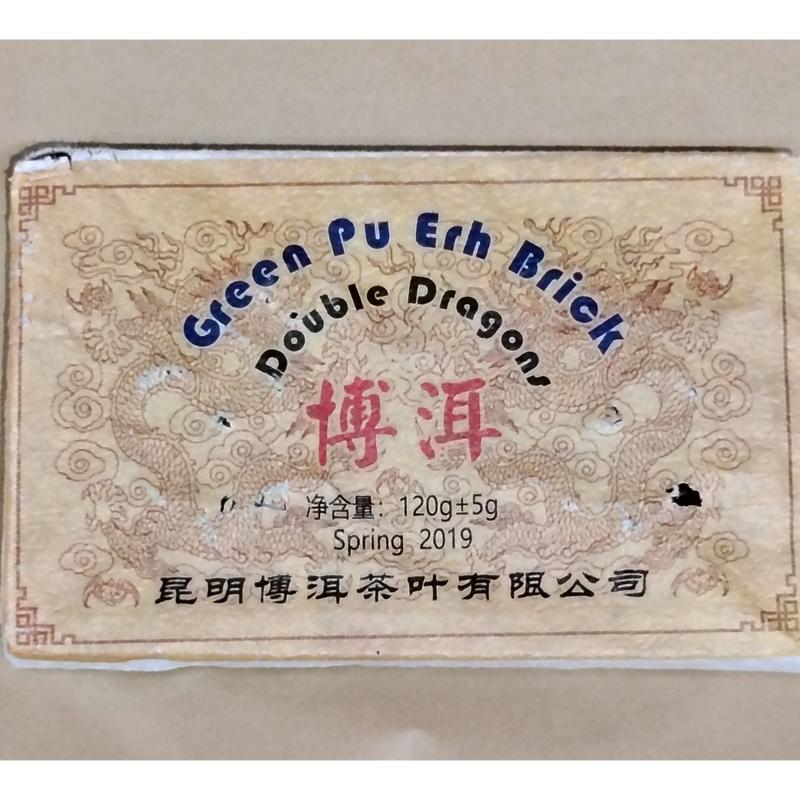 Green Pu Erh Brick
Double Dragons
博洱
净含量：120g±5g
Spring 2019
昆明博洱茶叶有限公司